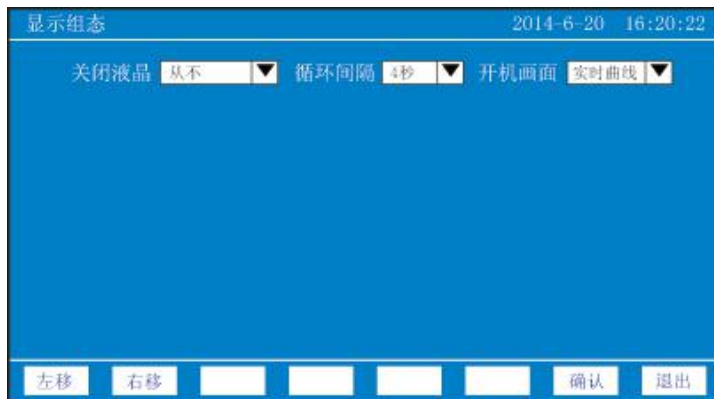 显示组态 2014-6-20 16:20:22
关闭液晶 从不 循环间隔 4秒 开机画面 实时曲线
左移 右移 确认 退出